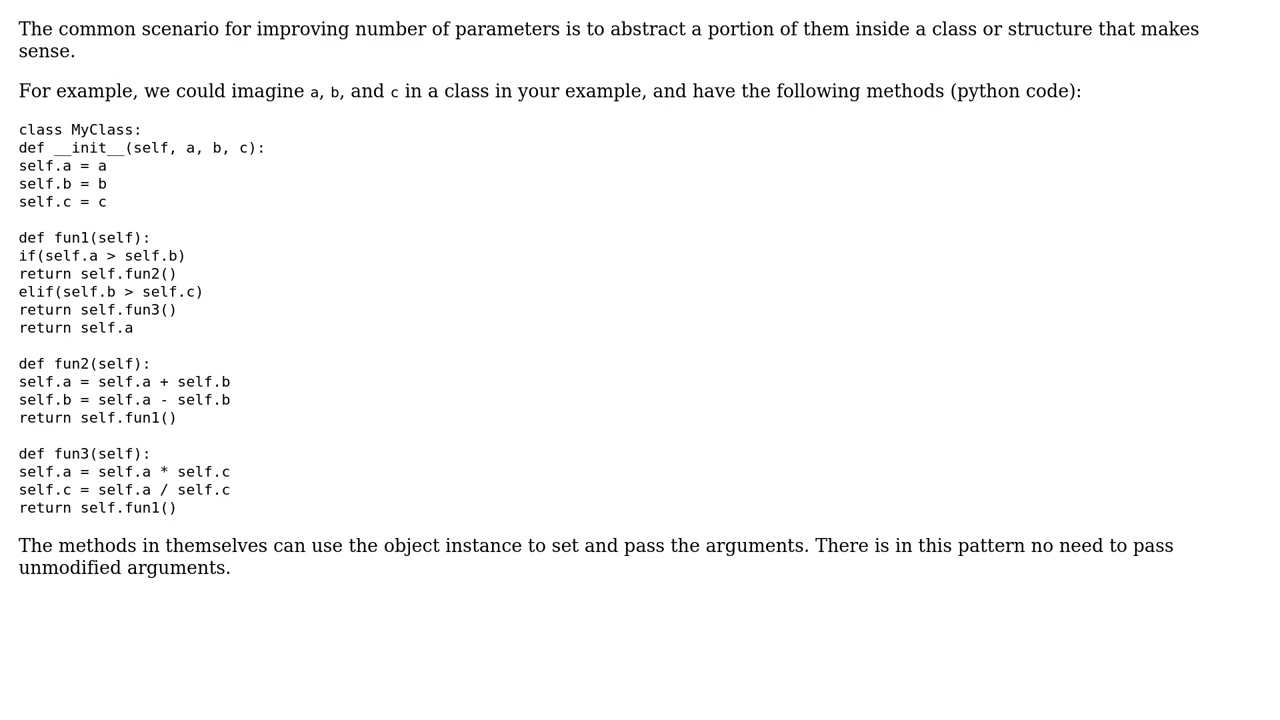 The common scenario for improving number of parameters is to abstract a portion of them inside a class or structure that makes
sense.
For example, we could imagine a, b, and c in a class in your example, and have the following methods (python code):
class MyClass:
def __init__(self, a, b, c):
self.a = a
self.b = b
self.c = c
def fun1(self):
if(self.a > self.b)
return self.fun2()
elif(self.b > self.c)
return self.fun3()
return self.a
def fun2(self):
self.a = self.a + self.b
self.b = self.a - self.b
return self.fun1()
def fun3(self):
self.a = self.a * self.c
self.c = self.a / self.c
return self.fun1()
The methods in themselves can use the object instance to set and pass the arguments. There is in this pattern no need to pass
unmodified arguments.